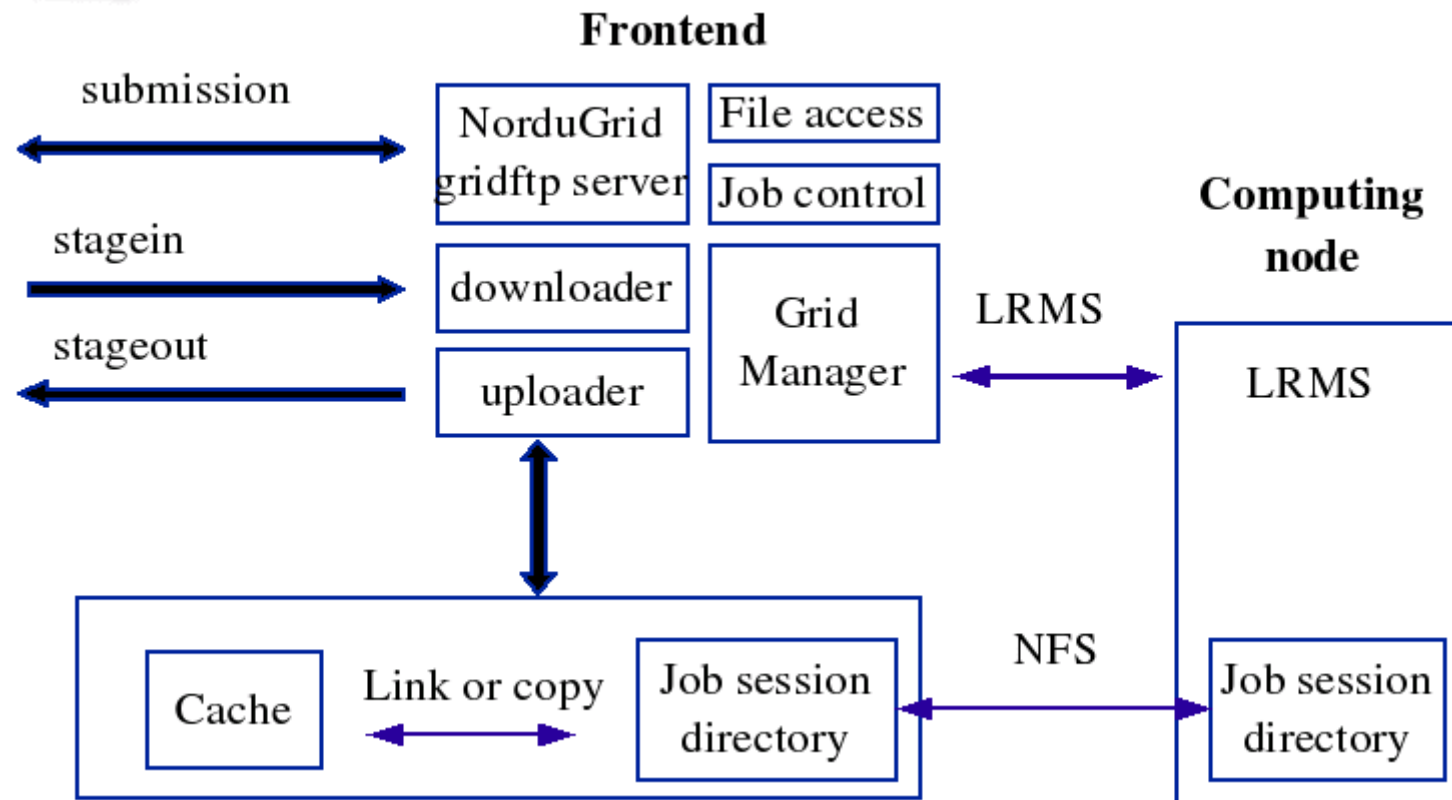 Frontend
submission
NorduGrid
gridftp server
File access
Job control
stagein
downloader
stageout
uploader
Grid
Manager
LRMS
Computing
node
LRMS
Cache
Link or copy
Job session
directory
NFS
Job session
directory